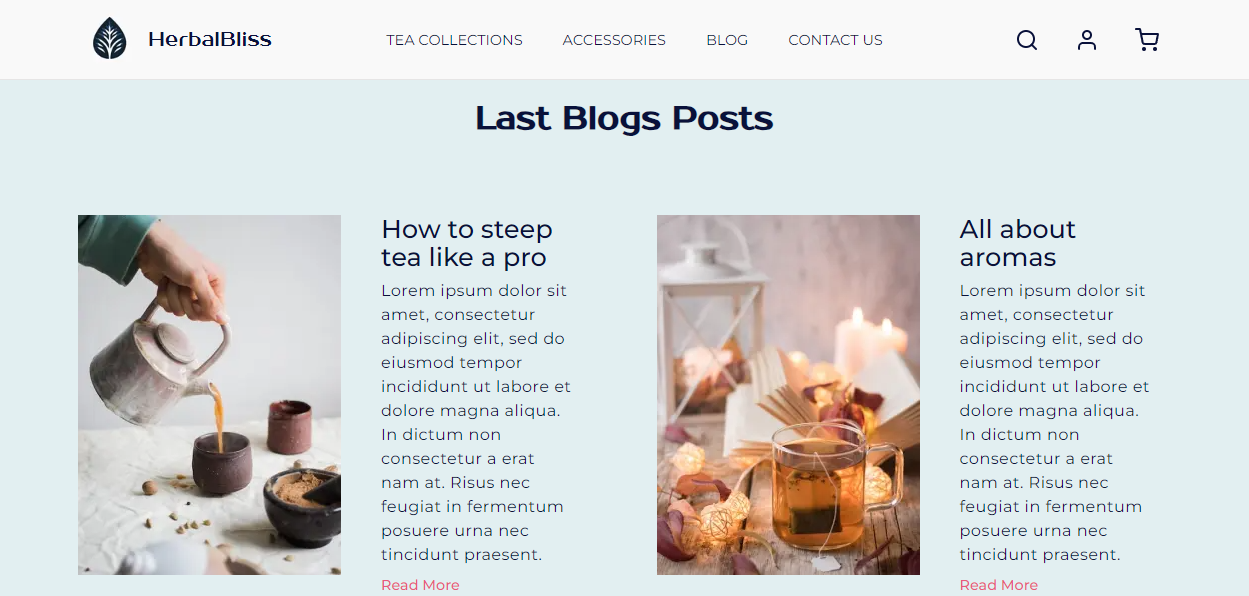 HerbalBliss
TEA COLLECTIONS
ACCESSORIES
BLOG
CONTACT US
Last Blogs Posts
How to steep
tea like a pro
Lorem ipsum dolor sit
amet, consectetur
adipiscing elit, sed do
eiusmod tempor
incididunt ut labore et
dolore magna aliqua.
In dictum non
consectetur a erat
nam at. Risus nec
feugiat in fermentum
posuere urna nec
tincidunt praesent.
Read More
All about
aromas
Lorem ipsum dolor sit
amet, consectetur
adipiscing elit, sed do
eiusmod tempor
incididunt ut labore et
dolore magna aliqua.
In dictum non
consectetur a erat
nam at. Risus nec
feugiat in fermentum
posuere urna nec
tincidunt praesent.
Read More